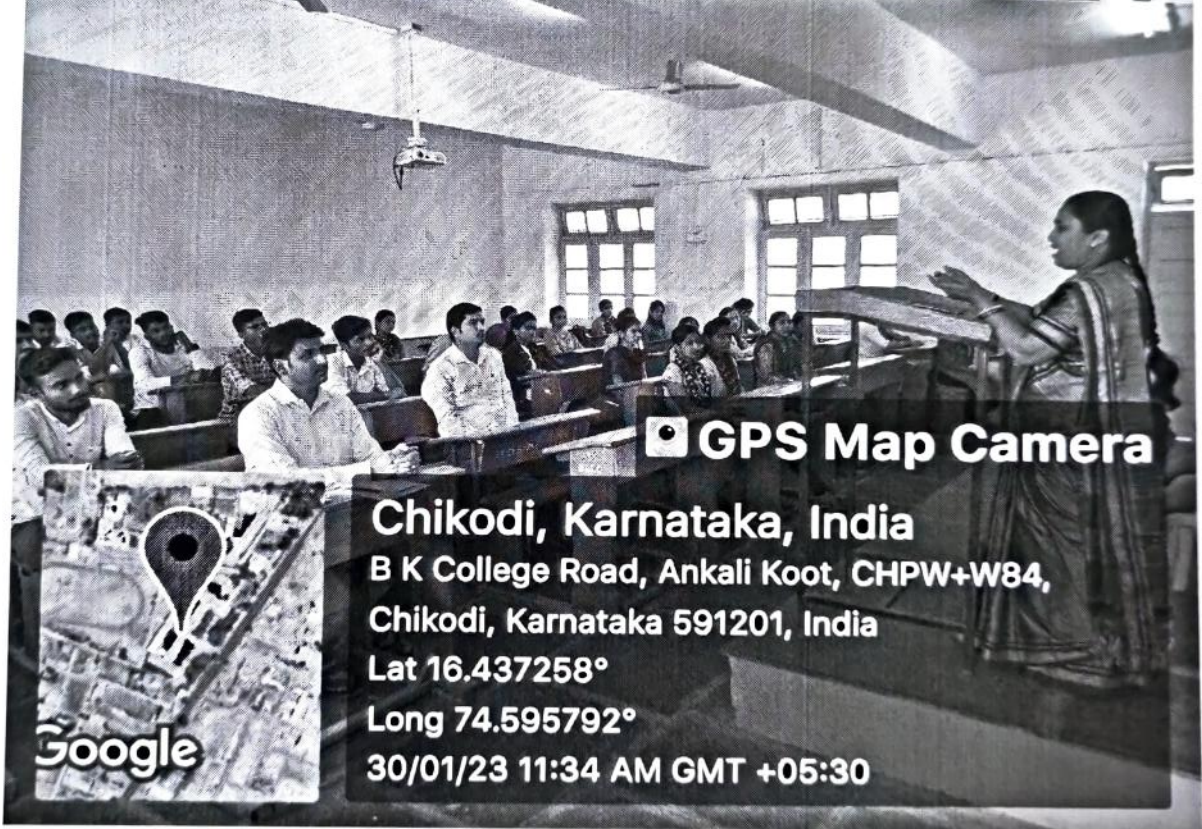 GPS Map Camera
Chikodi, Karnataka, India
B K College Road, Ankali Koot, CHPW+W84,
Chikodi, Karnataka 591201, India
Lat 16.437258°
Long 74.595792°
30/01/23 11:34 AM GMT +05:30
Google